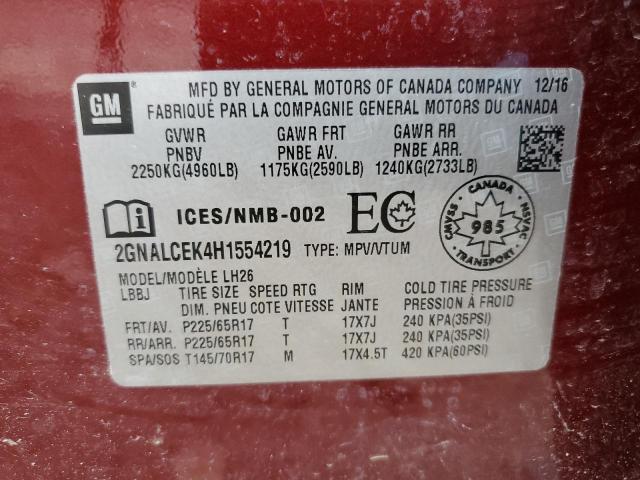 GM
MFD BY GENERAL MOTORS OF CANADA COMPANY 12/16
FABRIQUÉ PAR LA COMPAGNIE GENERAL MOTORS DU CANADA
GVWR GAWR FRT GAWR RR
PNBV PNBE AV. PNBE ARR.
2250KG(4960LB) 1175KG(2590LB) 1240KG(2733LB)
ICES/NMB-002 EC
CANADA
CMVSS 985 NSVAC
TRANSPORT
2GNALCEK4H1554219 TYPE: MPV/VTUM
MODEL/MODÈLE LH26
LBBJ TIRE SIZE SPEED RTG RIM COLD TIRE PRESSURE
DIM. PNEU COTE VITESSE JANTE PRESSION À FROID
FRT/AV. P225/65R17 T 17X7J 240 KPA(35PSI)
RR/ARR. P225/65R17 T 17X7J 240 KPA(35PSI)
SPA/SOS T145/70R17 M 17X4.5T 420 KPA(60PSI)